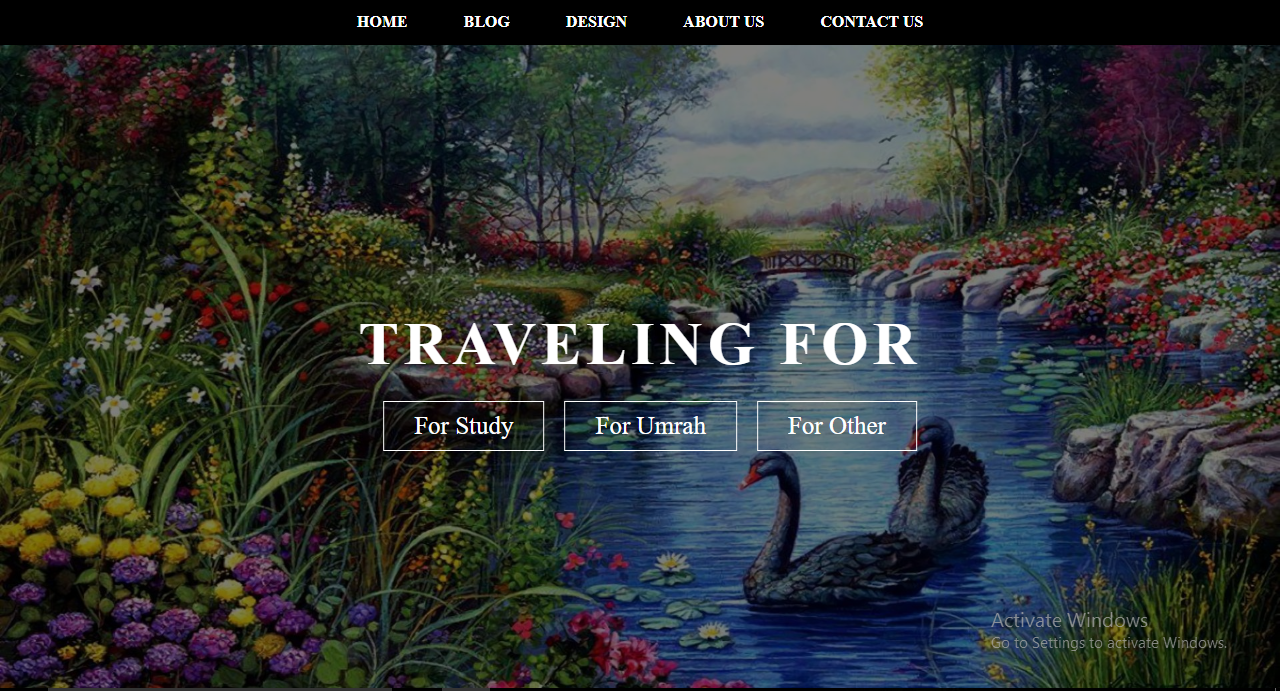 HOME BLOG DESIGN ABOUT US CONTACT US
TRAVELING FOR
For Study For Umrah For Other
Activate Windows
Go to Settings to activate Windows.